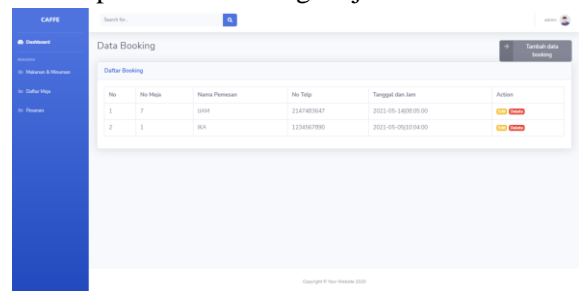 CAFFE
Search for...
Dashboard
Makanan & Minuman
Daftar Meja
Pesanan
Data Booking
Tambah data
booking
Daftar Booking
No No Meja Nama Pemesan No Telp Tanggal dan Jam Action
1 7 2147483647 2021-05-14|08:05:00 Edit Delete
2 1 IKA 1234567890 2021-05-05|10:04:00 Edit Delete
Copyright © Your Website 2020